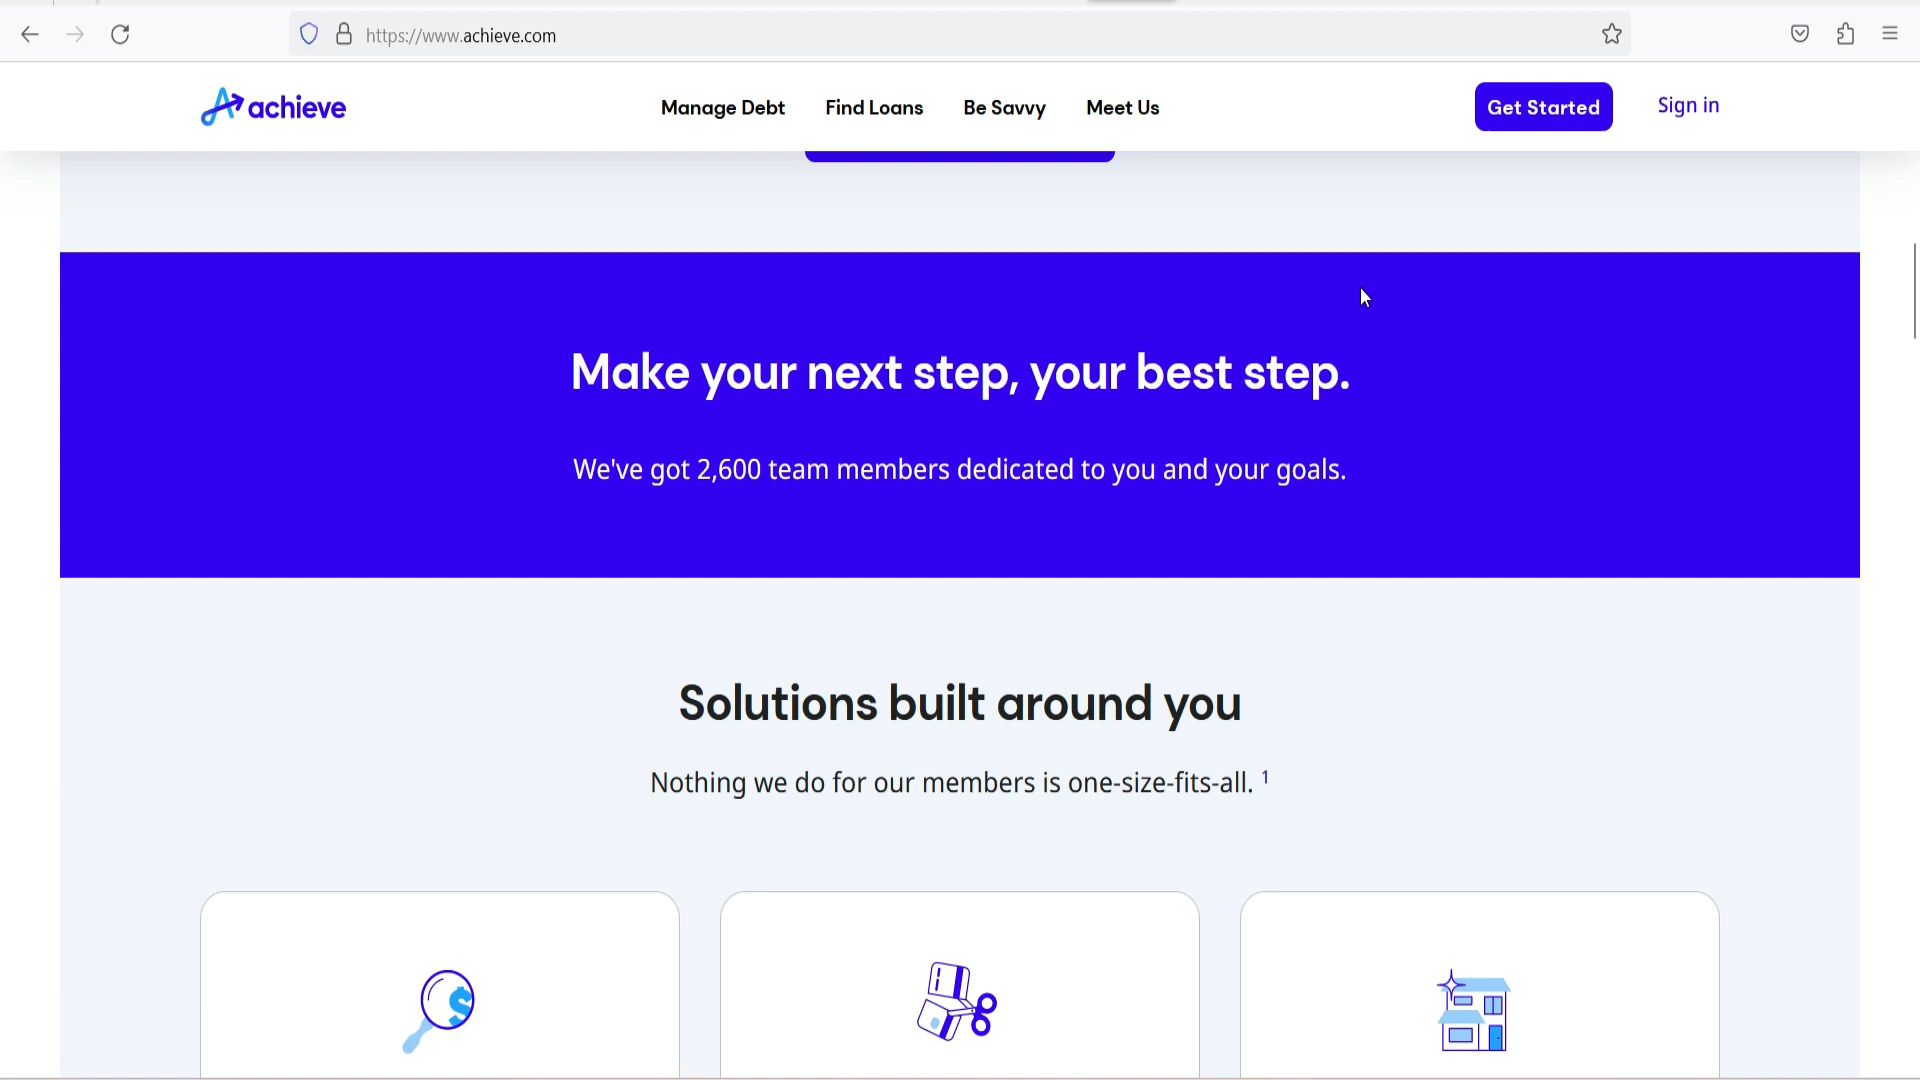 https://www.achieve.com
achieve
Manage Debt
Find Loans
Be Savvy
Meet Us
Get Started
Sign in
Make your next step, your best step.
We've got 2,600 team members dedicated to you and your goals.
Solutions built around you
Nothing we do for our members is one-size-fits-all. 1
$